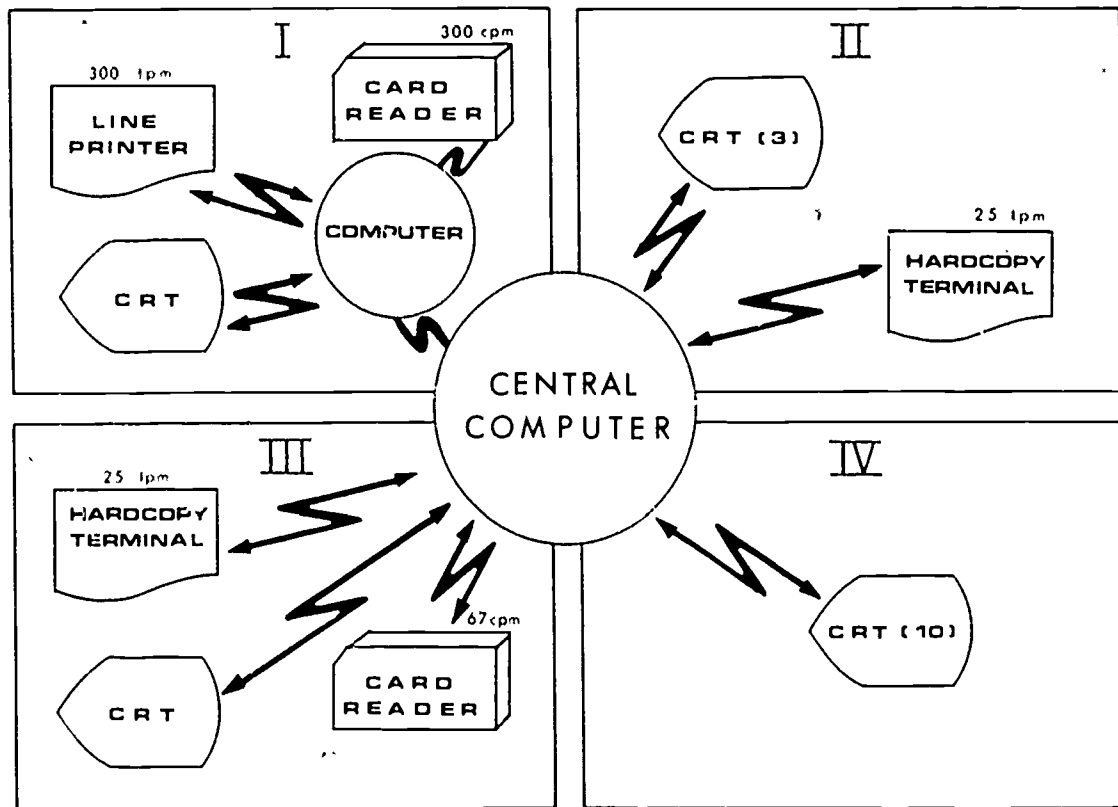 I
300 cpm
CARD
READER
300 lpm
LINE
PRINTER
COMPUTER
CRT
II
CRT (3)
25 lpm
HARDCOPY
TERMINAL
CENTRAL
COMPUTER
III
25 lpm
HARDCOPY
TERMINAL
67cpm
CARD
READER
CRT
IV
CRT (10)